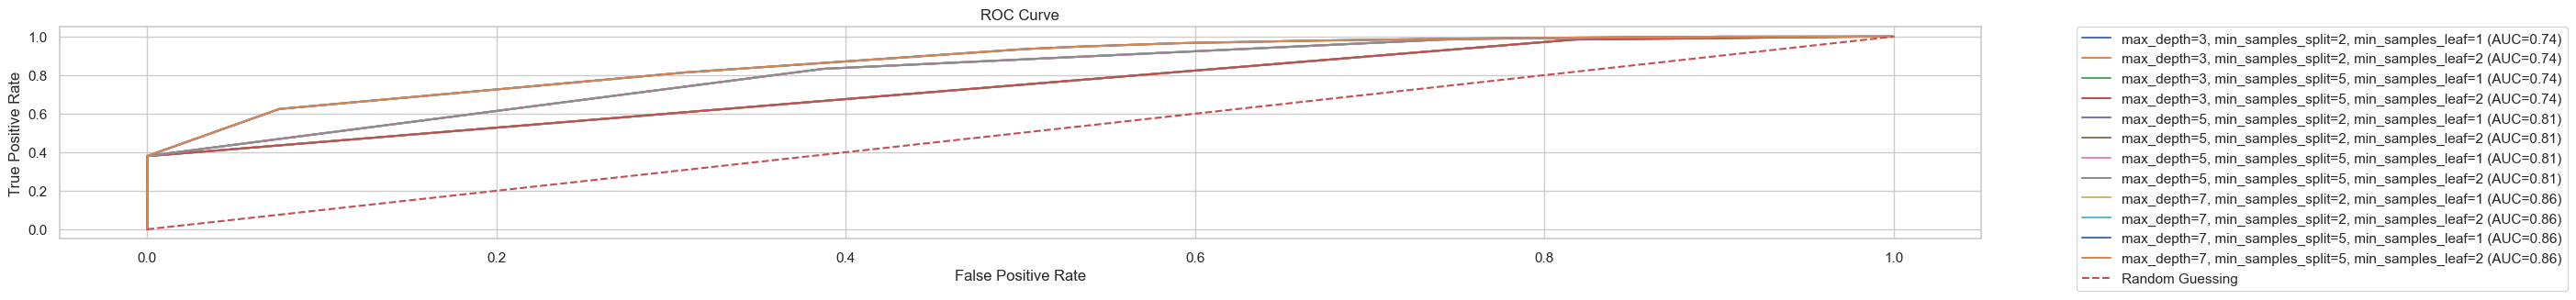 ROC Curve
True Positive Rate
1.0
0.8
0.6
0.4
0.2
0.0
0.0 0.2 0.4 0.6 0.8 1.0
False Positive Rate
max_depth=3, min_samples_split=2, min_samples_leaf=1 (AUC=0.74)
max_depth=3, min_samples_split=2, min_samples_leaf=2 (AUC=0.74)
max_depth=3, min_samples_split=5, min_samples_leaf=1 (AUC=0.74)
max_depth=3, min_samples_split=5, min_samples_leaf=2 (AUC=0.74)
max_depth=5, min_samples_split=2, min_samples_leaf=1 (AUC=0.81)
max_depth=5, min_samples_split=2, min_samples_leaf=2 (AUC=0.81)
max_depth=5, min_samples_split=5, min_samples_leaf=1 (AUC=0.81)
max_depth=5, min_samples_split=5, min_samples_leaf=2 (AUC=0.81)
max_depth=7, min_samples_split=2, min_samples_leaf=1 (AUC=0.86)
max_depth=7, min_samples_split=2, min_samples_leaf=2 (AUC=0.86)
max_depth=7, min_samples_split=5, min_samples_leaf=1 (AUC=0.86)
max_depth=7, min_samples_split=5, min_samples_leaf=2 (AUC=0.86)
Random Guessing